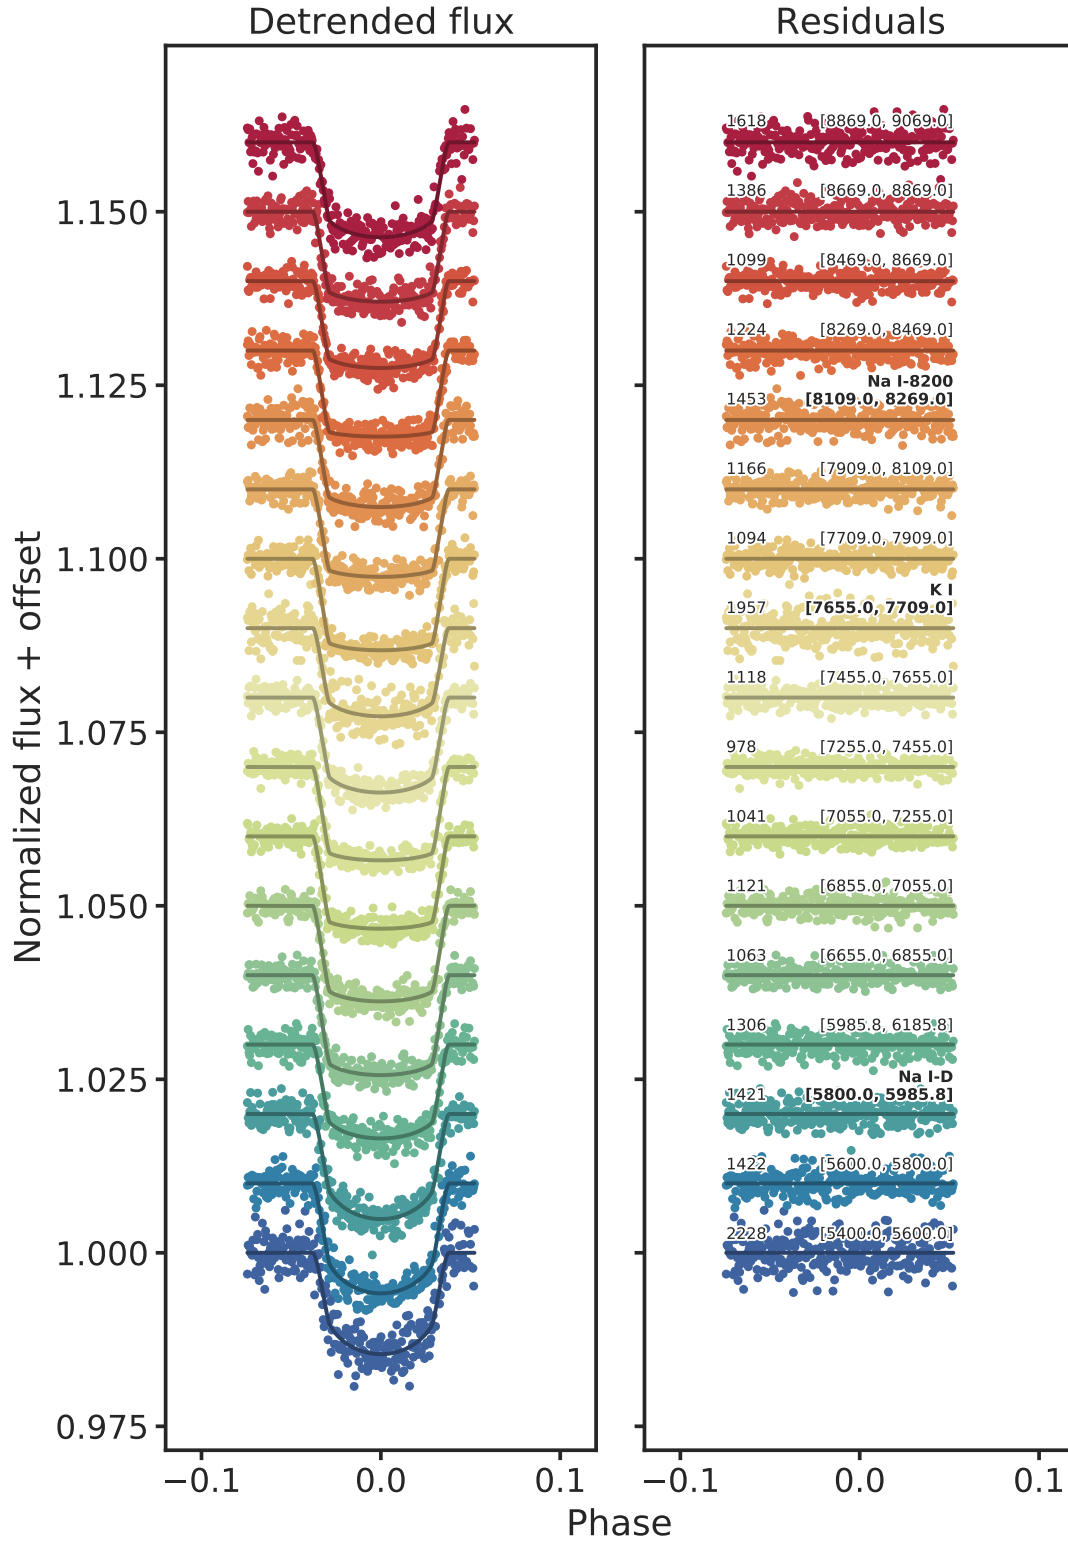 Detrended flux
Residuals
Normalized flux + offset
1.150
1.125
1.100
1.075
1.050
1.025
1.000
0.975
1618 [8869.0, 9069.0]
1386 [8669.0, 8869.0]
1099 [8469.0, 8669.0]
1224 [8269.0, 8469.0]
Na I-8200
1453 [8109.0, 8269.0]
1166 [7909.0, 8109.0]
1094 [7709.0, 7909.0]
K I
1957 [7655.0, 7709.0]
1118 [7455.0, 7655.0]
978 [7255.0, 7455.0]
1041 [7055.0, 7255.0]
1121 [6855.0, 7055.0]
1063 [6655.0, 6855.0]
1306 [5985.8, 6185.8]
Na I-D
1421 [5800.0, 5985.8]
1422 [5600.0, 5800.0]
2228 [5400.0, 5600.0]
−0.1 0.0 0.1
−0.1 0.0 0.1
Phase